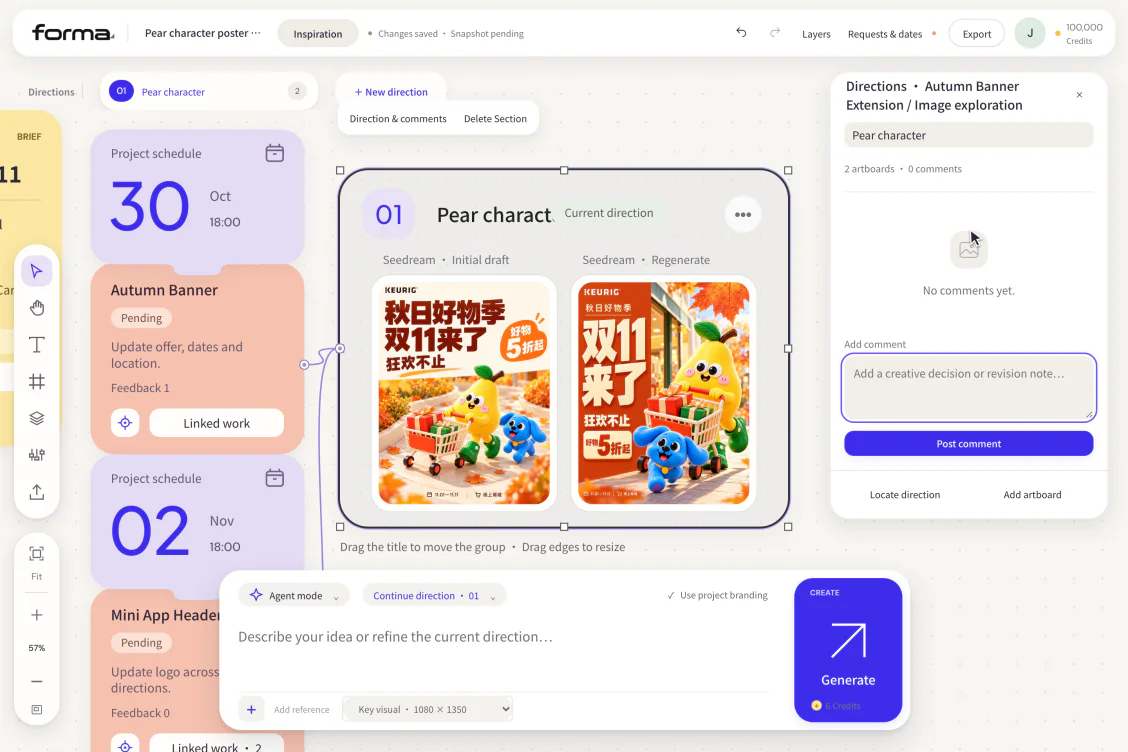 forma
Pear character poster ···
Inspiration
Changes saved · Snapshot pending
Layers
Requests & dates
Export
J
100,000
Credits
Directions
01
Pear character
2
+ New direction
Direction & comments
Delete Section
BRIEF
11
Project schedule
30
Oct
18:00
Autumn Banner
Pending
Update offer, dates and
location.
Feedback 1
Linked work
Project schedule
02
Nov
18:00
Mini App Header
Pending
Update logo across
directions.
Feedback 0
Linked work · 2
Fit
57%
01
Pear charact
Current direction
Seedream · Initial draft
Seedream · Regenerate
KEURIG
秋日好物季
双11来了
狂欢不止
好物
5折起
KEURIG
秋日好物季
双11
来了
狂欢不止
好物
5折起
Drag the title to move the group · Drag edges to resize
Directions · Autumn Banner
Extension / Image exploration
Pear character
2 artboards · 0 comments
No comments yet.
Add comment
Add a creative decision or revision note…
Post comment
Locate direction
Add artboard
Agent mode
Continue direction · 01
✓ Use project branding
Describe your idea or refine the current direction…
+
Add reference
Key visual · 1080 × 1350
CREATE
Generate
6 Credits